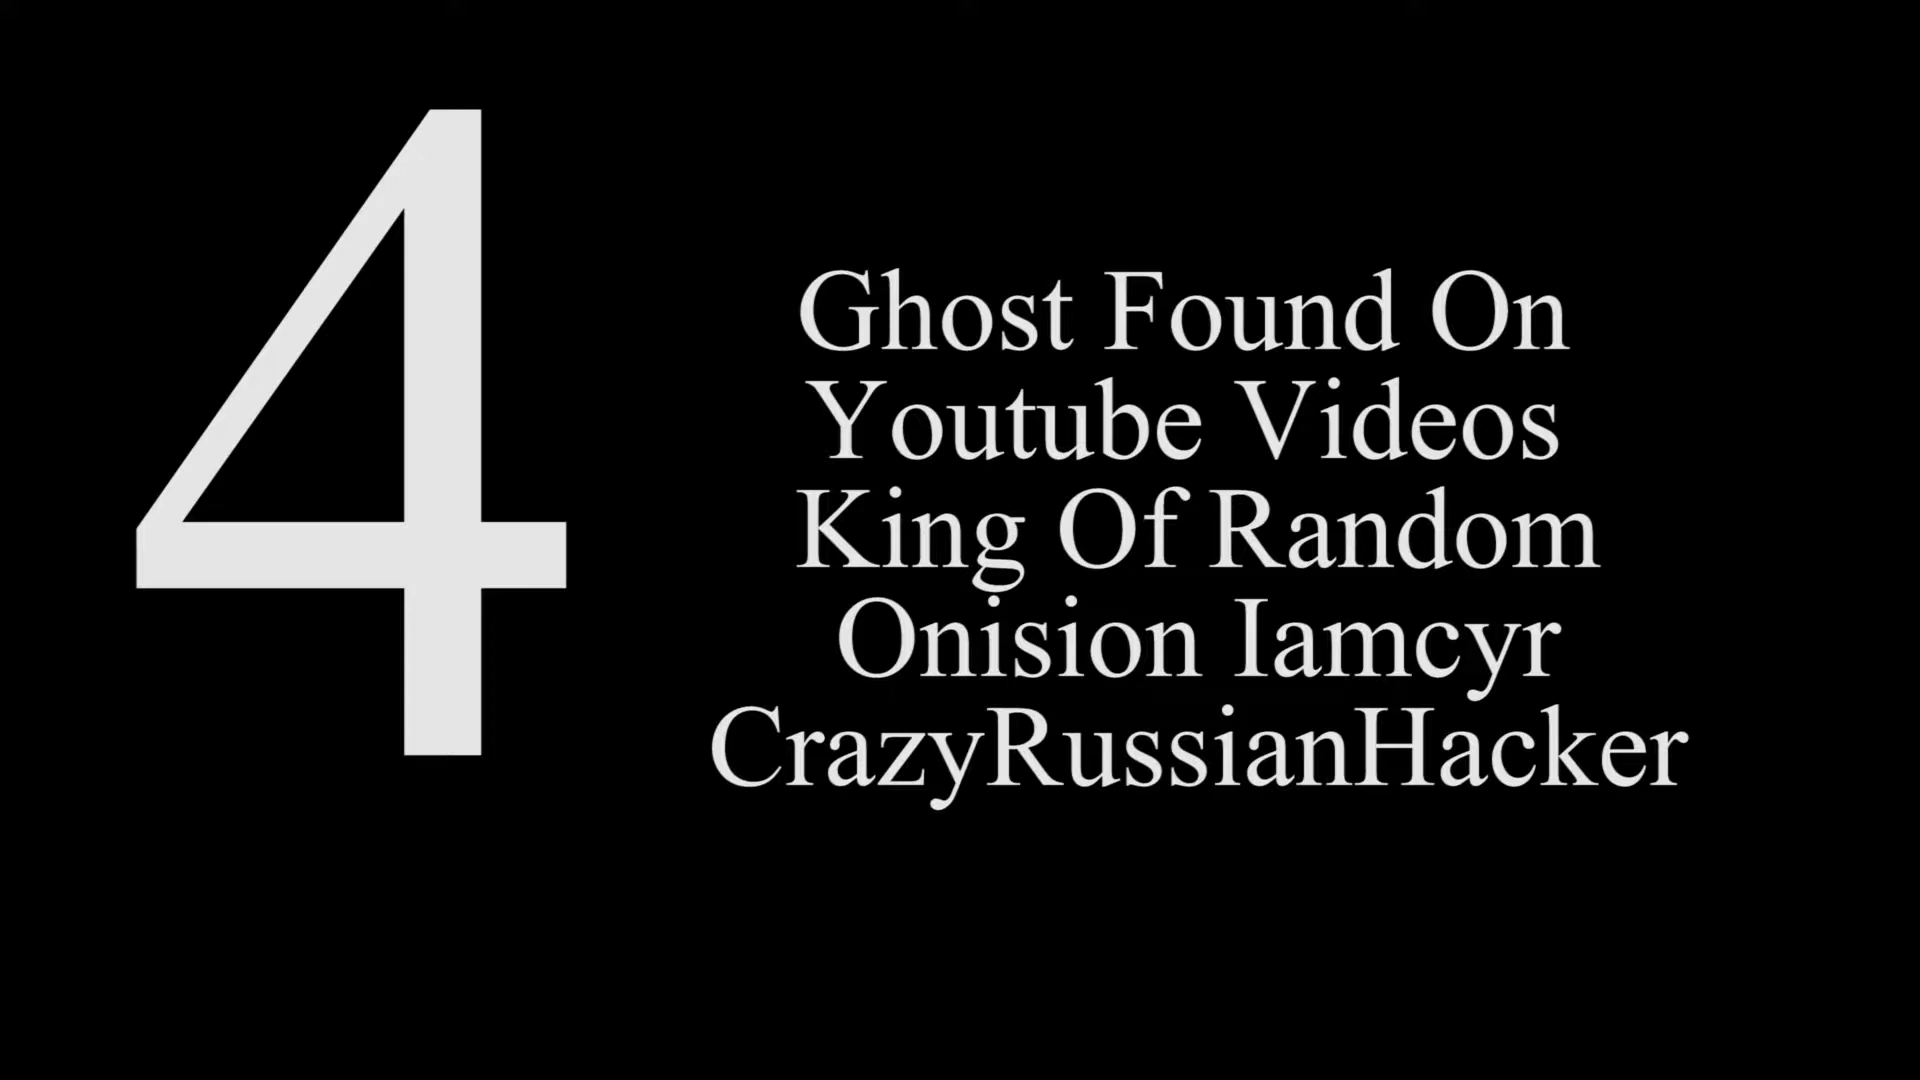 4
Ghost Found On
Youtube Videos
King Of Random
Onision Iamcyr
CrazyRussianHacker